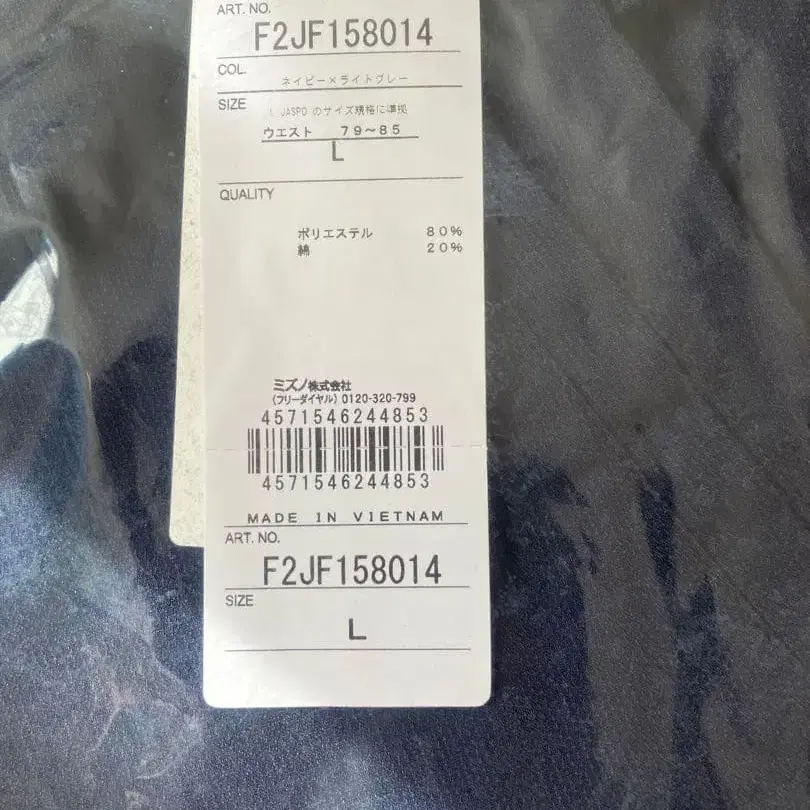 ART. NO.
F2JF158014
COL.
ネイビー×ライトグレー
SIZE
L JASPO のサイズ規格に準拠
ウエスト 79~85
L
QUALITY
ポリエステル 80%
綿 20%
ミズノ株式会社
(フリーダイヤル) 0120-320-799
4571546244853
4571546244853
MADE IN VIETNAM
ART. NO.
F2JF158014
SIZE
L